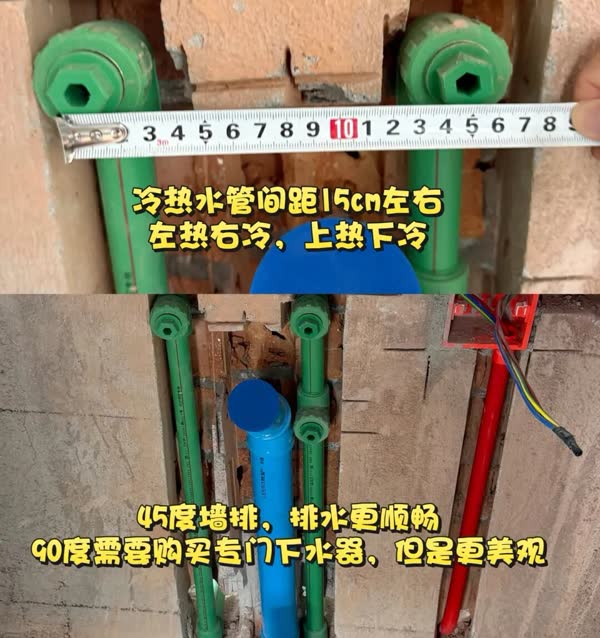 3 4 5 6 7 8 9 10 1 2 3 4 5 6 7 8
3m
冷热水管间距15cm左右
左热右冷，上热下冷
45度墙排，排水更顺畅
90度需要购买专门下水器，但是更美观